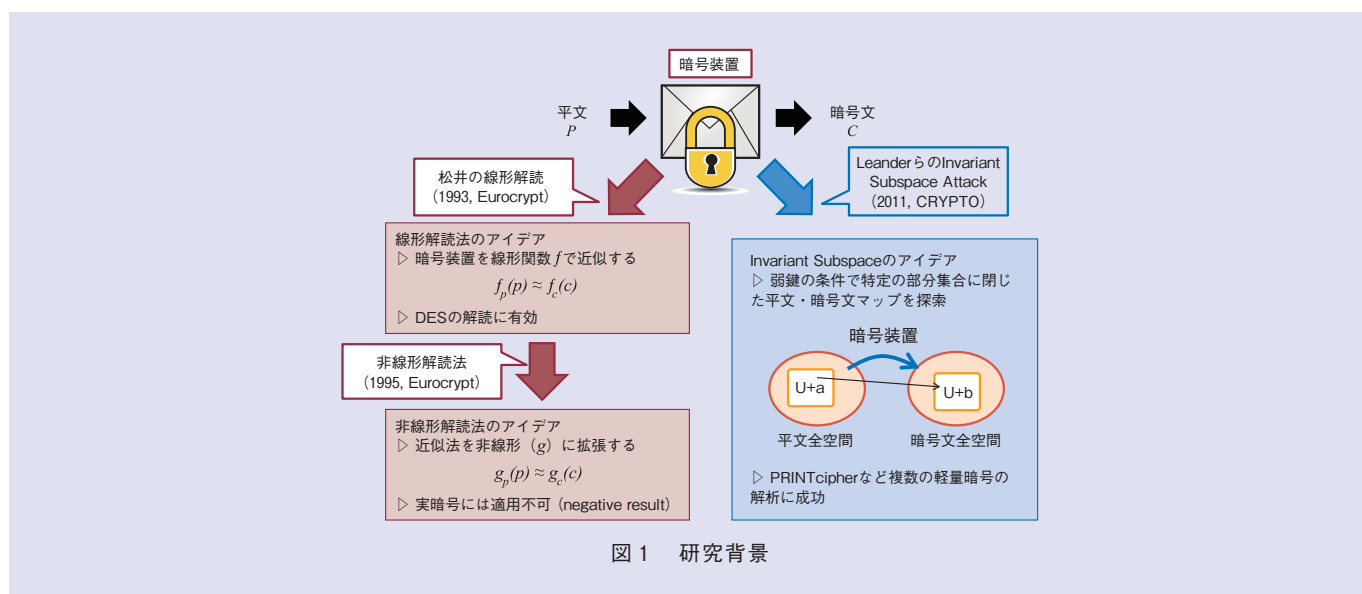 暗号装置
平文
P
暗号文
C
松井の線形解読
(1993, Eurocrypt)
LeanderらのInvariant
Subspace Attack
(2011, CRYPTO)
線形解読法のアイデア
▷ 暗号装置を線形関数 f で近似する
fp(p) ≈ fc(c)
▷ DESの解読に有効
非線形解読法
(1995, Eurocrypt)
非線形解読法のアイデア
▷ 近似法を非線形（g）に拡張する
gp(p) ≈ gc(c)
▷ 実暗号には適用不可 (negative result)
Invariant Subspaceのアイデア
▷ 弱鍵の条件で特定の部分集合に閉じ
た平文・暗号文マップを探索
暗号装置
U+a
U+b
平文全空間
暗号文全空間
▷ PRINTcipherなど複数の軽量暗号の
解析に成功
図1 研究背景